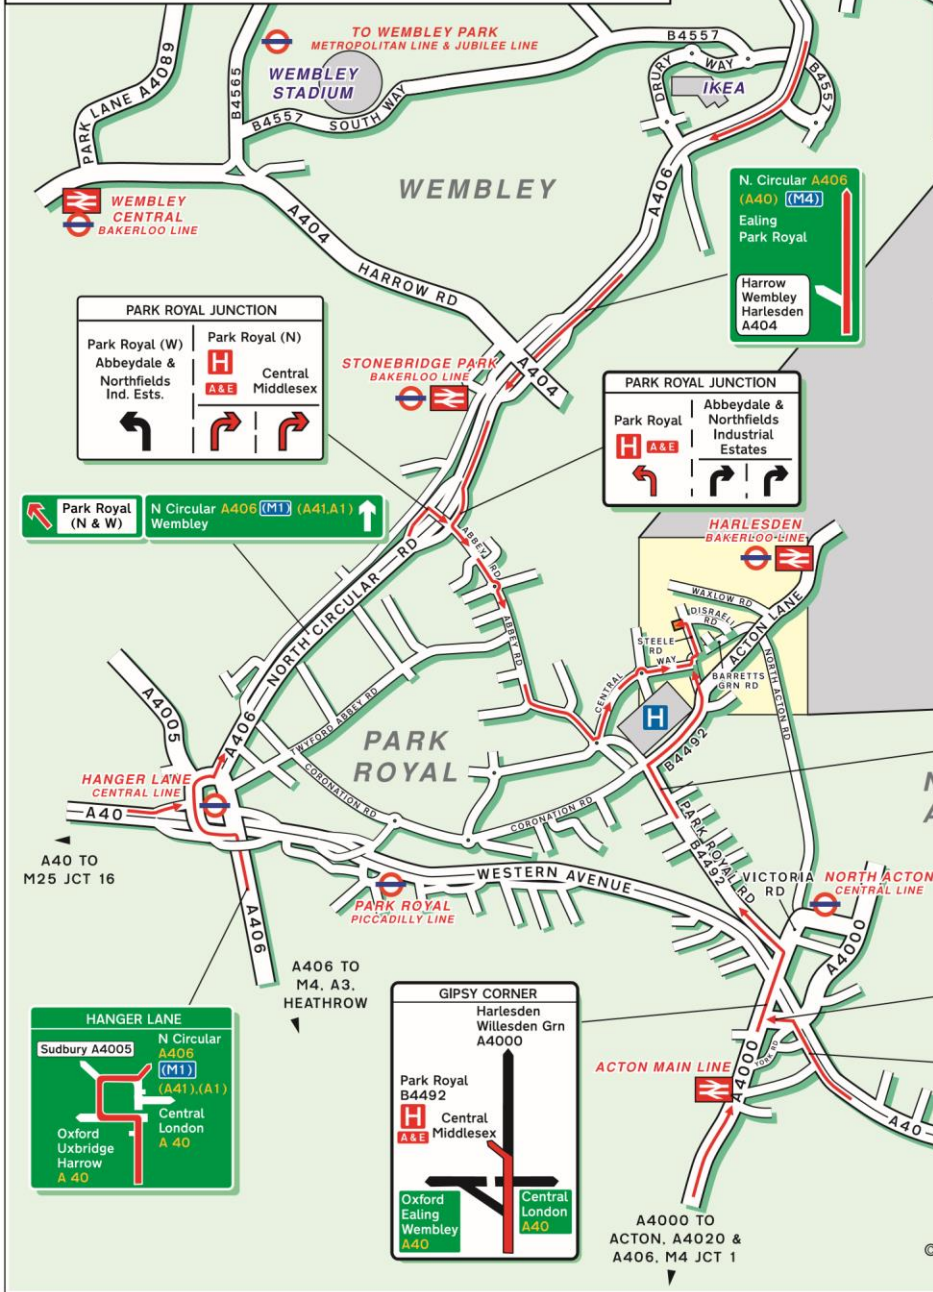 TO WEMBLEY PARK
METROPOLITAN LINE & JUBILEE LINE
B4557
WAY
DRURY
B4557
IKEA
WEMBLEY
STADIUM
B4565
PARK LANE A4089
B4557
SOUTH WAY
WEMBLEY
WEMBLEY
CENTRAL
BAKERLOO LINE
A404
HARROW RD
A406
N. Circular A406
(A40) (M4)
Ealing
Park Royal
Harrow
Wembley
Harlesden
A404
PARK ROYAL JUNCTION
Park Royal (W)
Abbeydale &
Northfields
Ind. Ests.
Park Royal (N)
H
A&E
Central
Middlesex
STONEBRIDGE PARK
BAKERLOO LINE
A404
PARK ROYAL JUNCTION
Park Royal
H A&E
Abbeydale &
Northfields
Industrial
Estates
Park Royal
(N & W)
N Circular A406 (M1) (A41,A1)
Wembley
HARLESDEN
BAKERLOO LINE
ABBEY RD
ABBEY RD
A406 NORTH CIRCULAR RD
WAXLOW RD
DISRAELI
RD
ACTON LANE
STEELE
RD
CENTRAL WAY
BARRETTS
GRN RD
NORTH ACTON RD
H
B4492
A4005
TWYFORD ABBEY RD
PARK
ROYAL
HANGER LANE
CENTRAL LINE
CORONATION RD
CORONATION RD
A40
A40 TO
M25 JCT 16
WESTERN AVENUE
PARK ROYAL RD
B4492
VICTORIA
RD
NORTH ACTON
CENTRAL LINE
PARK ROYAL
PICCADILLY LINE
A406
A4000
A406 TO
M4, A3,
HEATHROW
HANGER LANE
Sudbury A4005
N Circular
A406
(M1)
(A41),(A1)
Central
London
A 40
Oxford
Uxbridge
Harrow
A 40
GIPSY CORNER
Harlesden
Willesden Grn
A4000
Park Royal
B4492
H
A&E
Central
Middlesex
Oxford
Ealing
Wembley
A40
Central
London
A40
ACTON MAIN LINE
YORK RD
A4000
A40
A4000 TO
ACTON, A4020 &
A406, M4 JCT 1
©